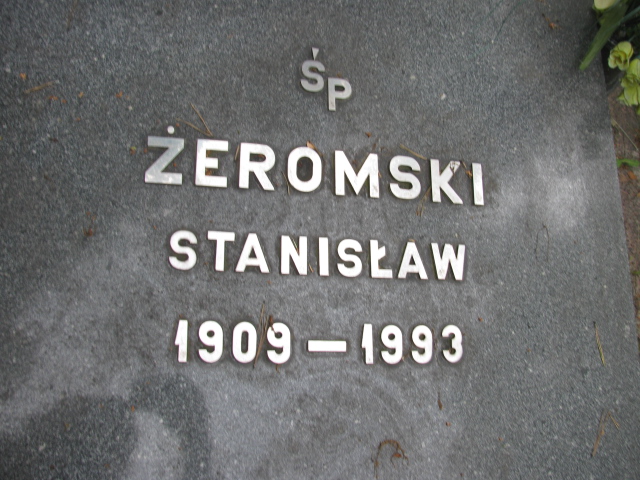 ŚP
ŻEROMSKI
STANISŁAW
1909 — 1993